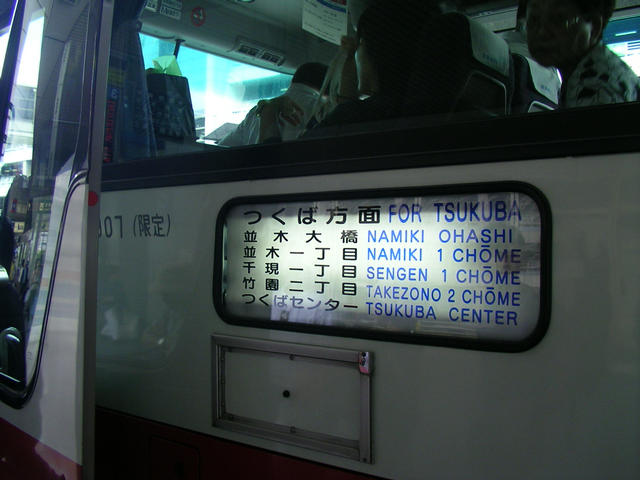 つくば方面 FOR TSUKUBA
並木大橋 NAMIKI OHASHI
並木一丁目 NAMIKI 1 CHŌME
千現一丁目 SENGEN 1 CHŌME
竹園二丁目 TAKEZONO 2 CHŌME
つくばセンター TSUKUBA CENTER
007 (限定)